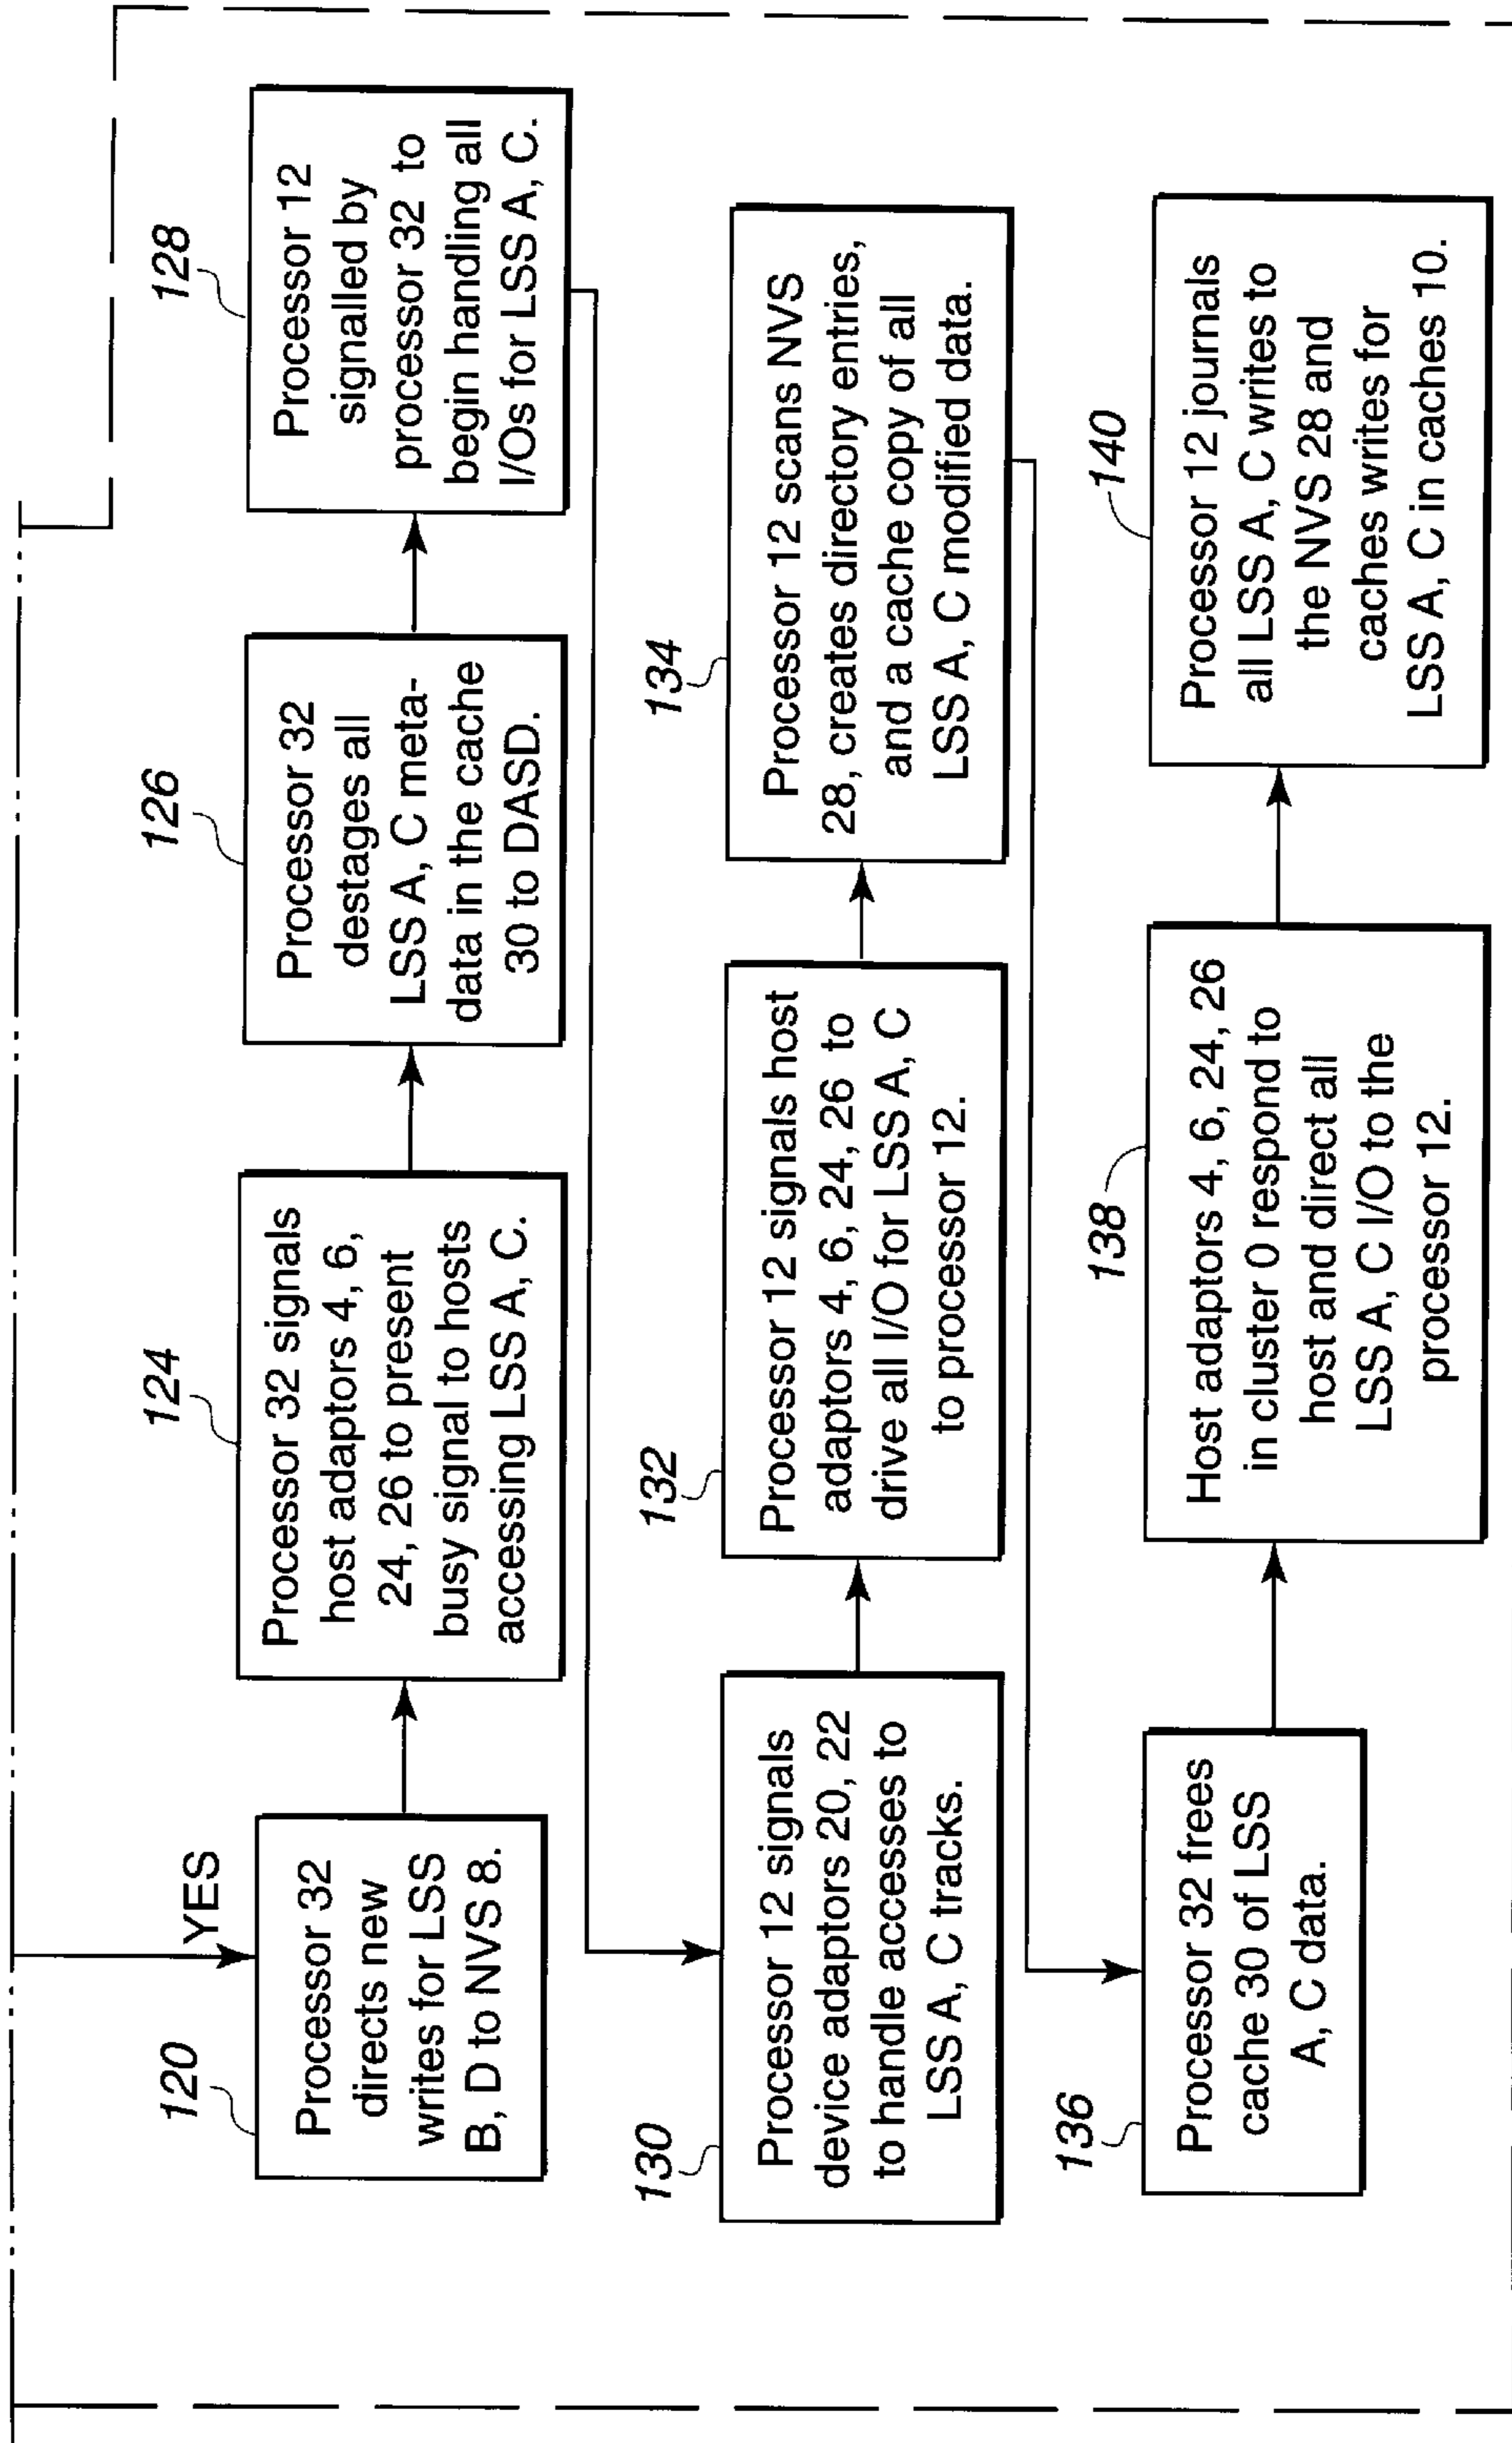 YES
120
Processor 32
directs new
writes for LSS
B, D to NVS 8.
124
Processor 32 signals
host adaptors 4, 6,
24, 26 to present
busy signal to hosts
accessing LSS A, C.
126
Processor 32
destages all
LSS A, C meta-
data in the cache
30 to DASD.
128
Processor 12
signalled by
processor 32 to
begin handling all
I/Os for LSS A, C.
130
Processor 12 signals
device adaptors 20, 22
to handle accesses to
LSS A, C tracks.
132
Processor 12 signals host
adaptors 4, 6, 24, 26 to
drive all I/O for LSS A, C
to processor 12.
134
Processor 12 scans NVS
28, creates directory entries,
and a cache copy of all
LSS A, C modified data.
136
Processor 32 frees
cache 30 of LSS
A, C data.
138
Host adaptors 4, 6, 24, 26
in cluster 0 respond to
host and direct all
LSS A, C I/O to the
processor 12.
140
Processor 12 journals
all LSS A, C writes to
the NVS 28 and
caches writes for
LSS A, C in caches 10.